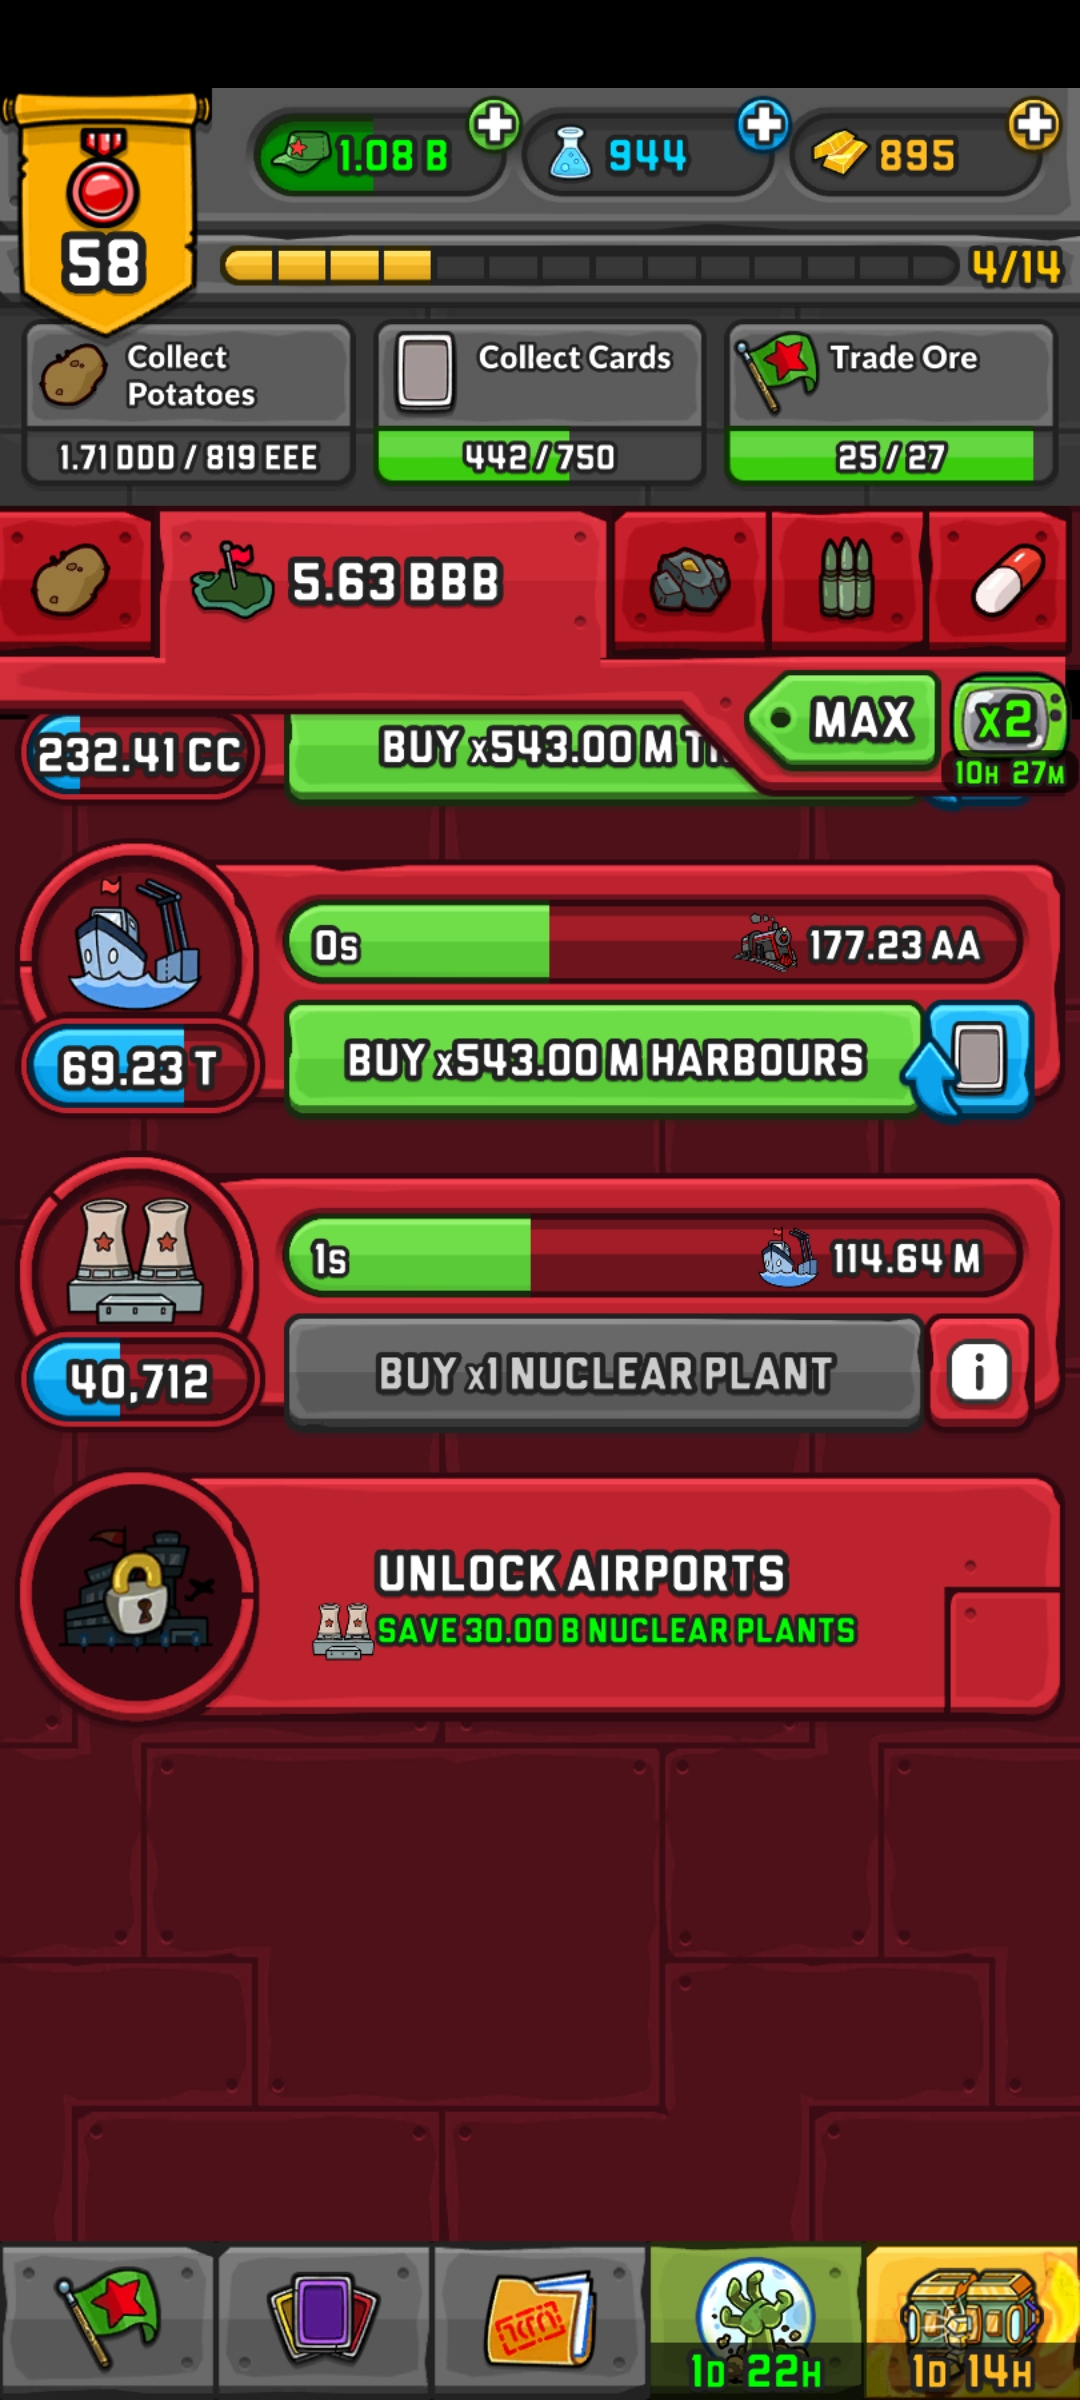 58
1.08 B
944
895
4/14
Collect
Potatoes
Collect Cards
Trade Ore
1.71 DDD / 819 EEE
442/750
25/27
5.63 BBB
MAX
x2
10H 27M
232.41 CC
BUY x543.00 M
0s
177.23 AA
69.23 T
BUY x543.00 M HARBOURS
1s
114.64 M
40,712
BUY x1 NUCLEAR PLANT
i
UNLOCK AIRPORTS
SAVE 30.00 B NUCLEAR PLANTS
1D 22H
1D 14H